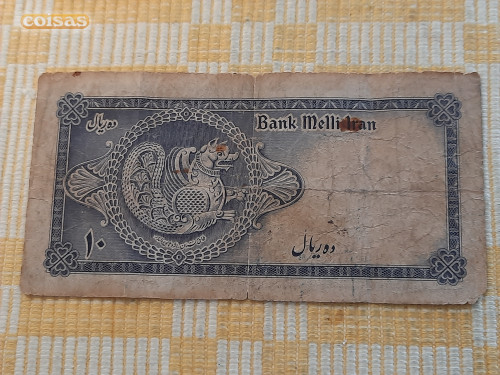 coisas
ده ریال
Bank Melli Iran
ده ریال
۱۰